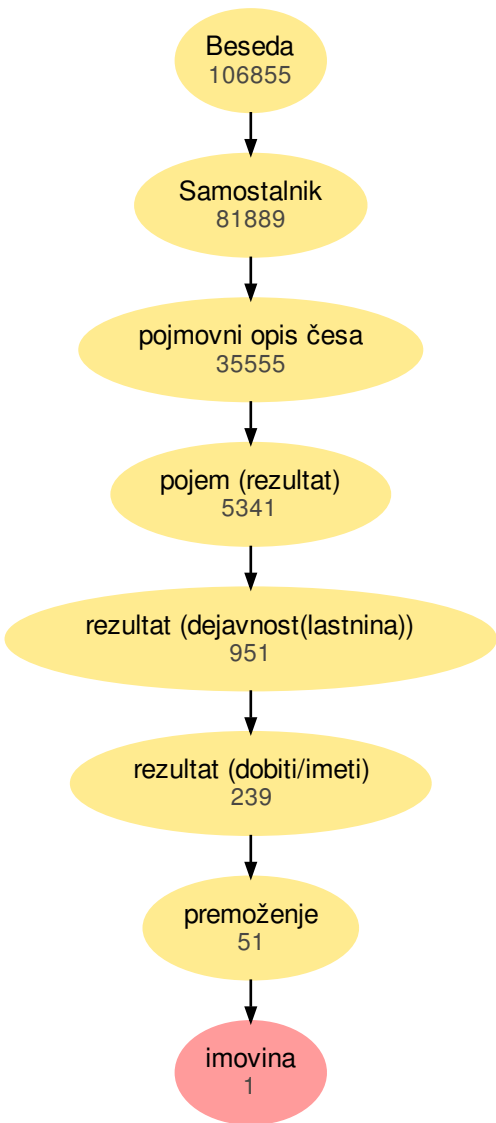 Beseda
106855
Samostalnik
81889
pojmovni opis česa
35555
pojem (rezultat)
5341
rezultat (dejavnost(lastnina))
951
rezultat (dobiti/imeti)
239
premoženje
51
imovina
1